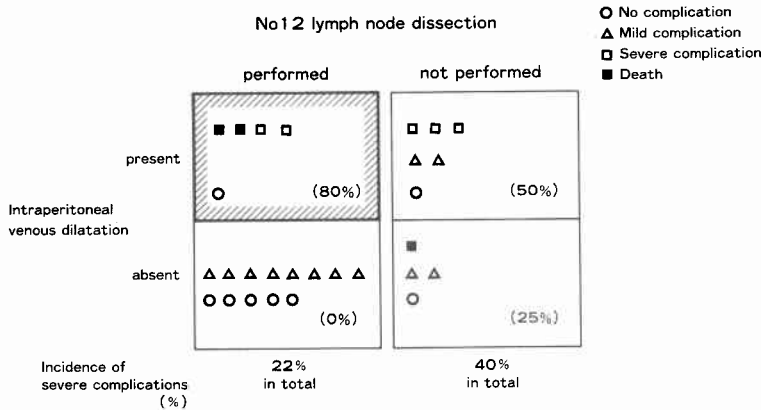 No12 lymph node dissection
○ No complication
△ Mild complication
□ Severe complication
■ Death
performed
not performed
present
(80%)
(50%)
Intraperitoneal
venous dilatation
absent
(0%)
(25%)
Incidence of
severe complications
(%)
22%
in total
40%
in total